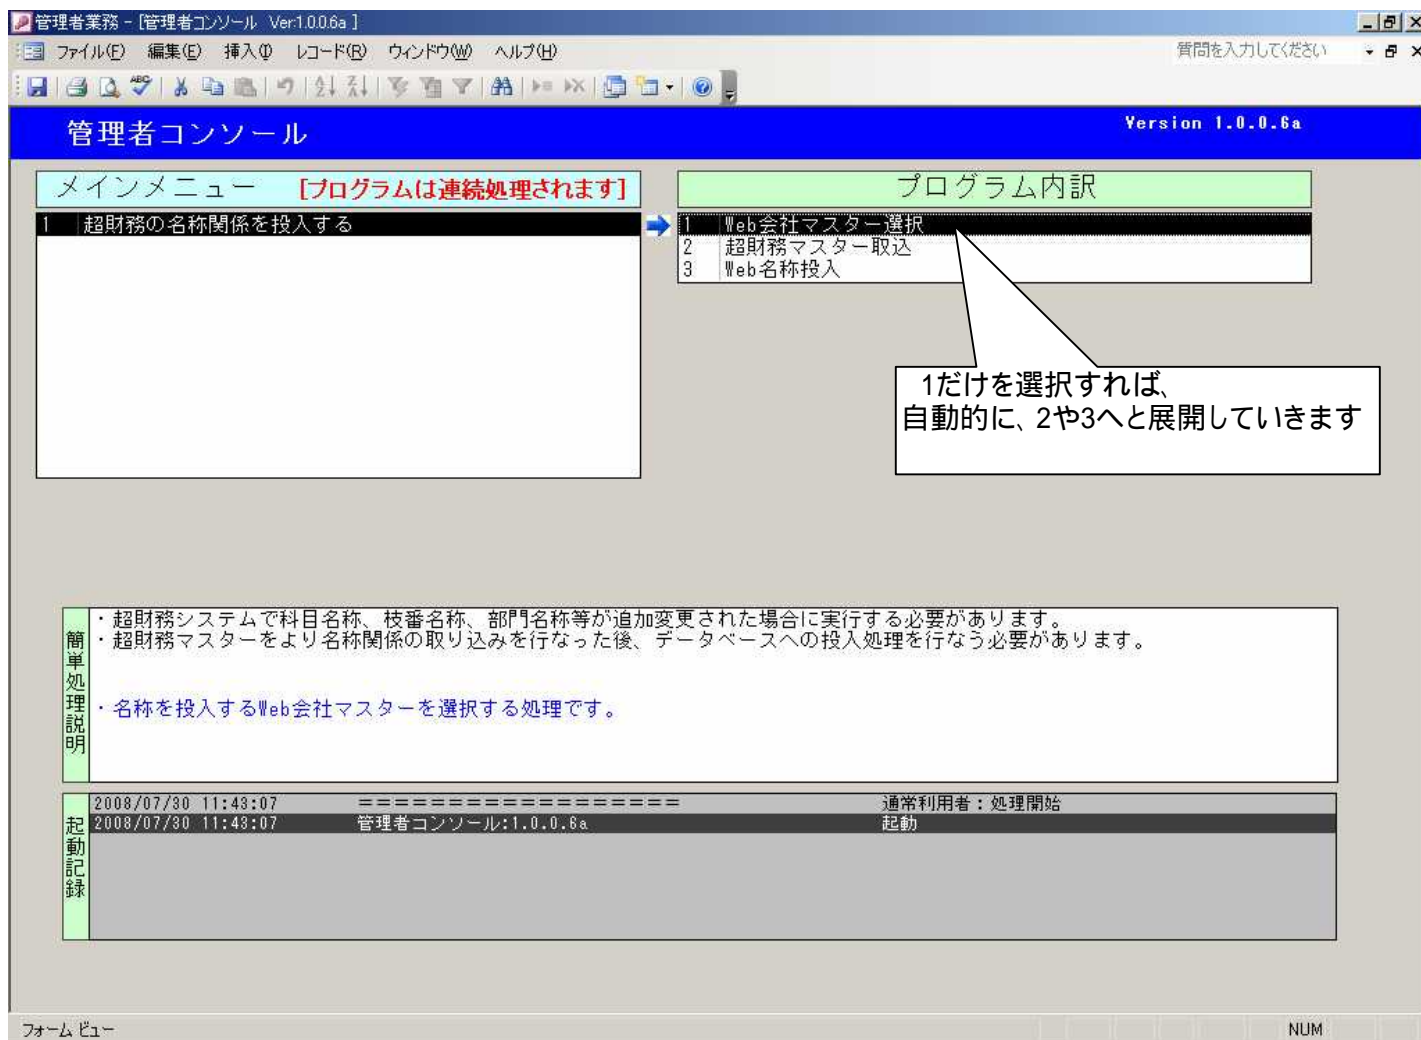 管理者業務 - [管理者コンソール Ver:1.0.0.6a ]
ファイル(F) 編集(E) 挿入(I) レコード(R) ウィンドウ(W) ヘルプ(H) 質問を入力してください
管理者コンソール Version 1.0.0.6a
メインメニュー [プログラムは連続処理されます]
1 超財務の名称関係を投入する
プログラム内訳
1 Web会社マスター選択
2 超財務マスター取込
3 Web名称投入
1だけを選択すれば、
自動的に、2や3へと展開していきます
簡単処理説明
・超財務システムで科目名称、枝番名称、部門名称等が追加変更された場合に実行する必要があります。
・超財務マスターをより名称関係の取り込みを行なった後、データベースへの投入処理を行なう必要があります。
・名称を投入するWeb会社マスターを選択する処理です。
起動記録
2008/07/30 11:43:07 ================== 通常利用者:処理開始
2008/07/30 11:43:07 管理者コンソール:1.0.0.6a 起動
フォーム ビュー NUM